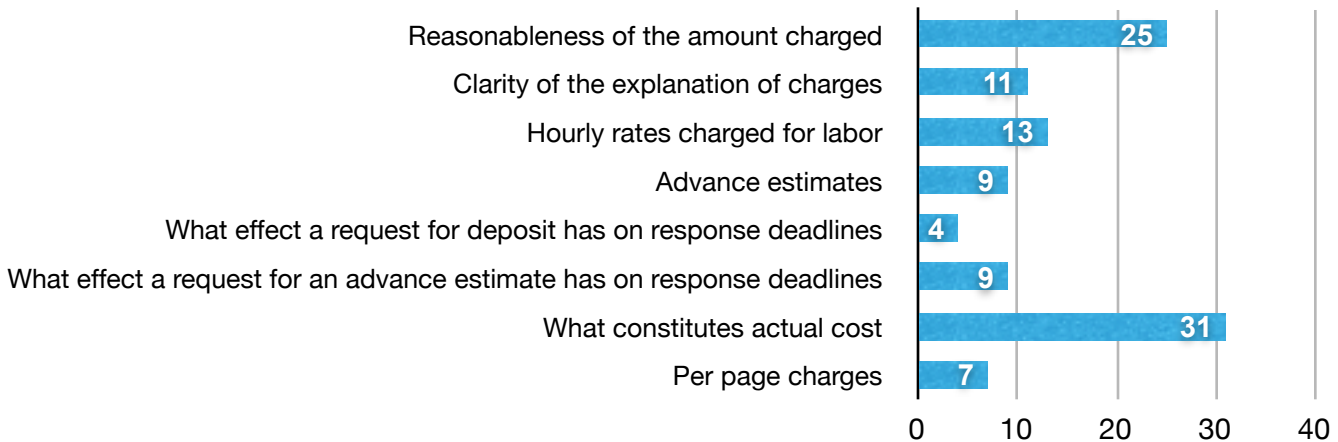 Reasonableness of the amount charged 25
Clarity of the explanation of charges 11
Hourly rates charged for labor 13
Advance estimates 9
What effect a request for deposit has on response deadlines 4
What effect a request for an advance estimate has on response deadlines 9
What constitutes actual cost 31
Per page charges 7
0 10 20 30 40